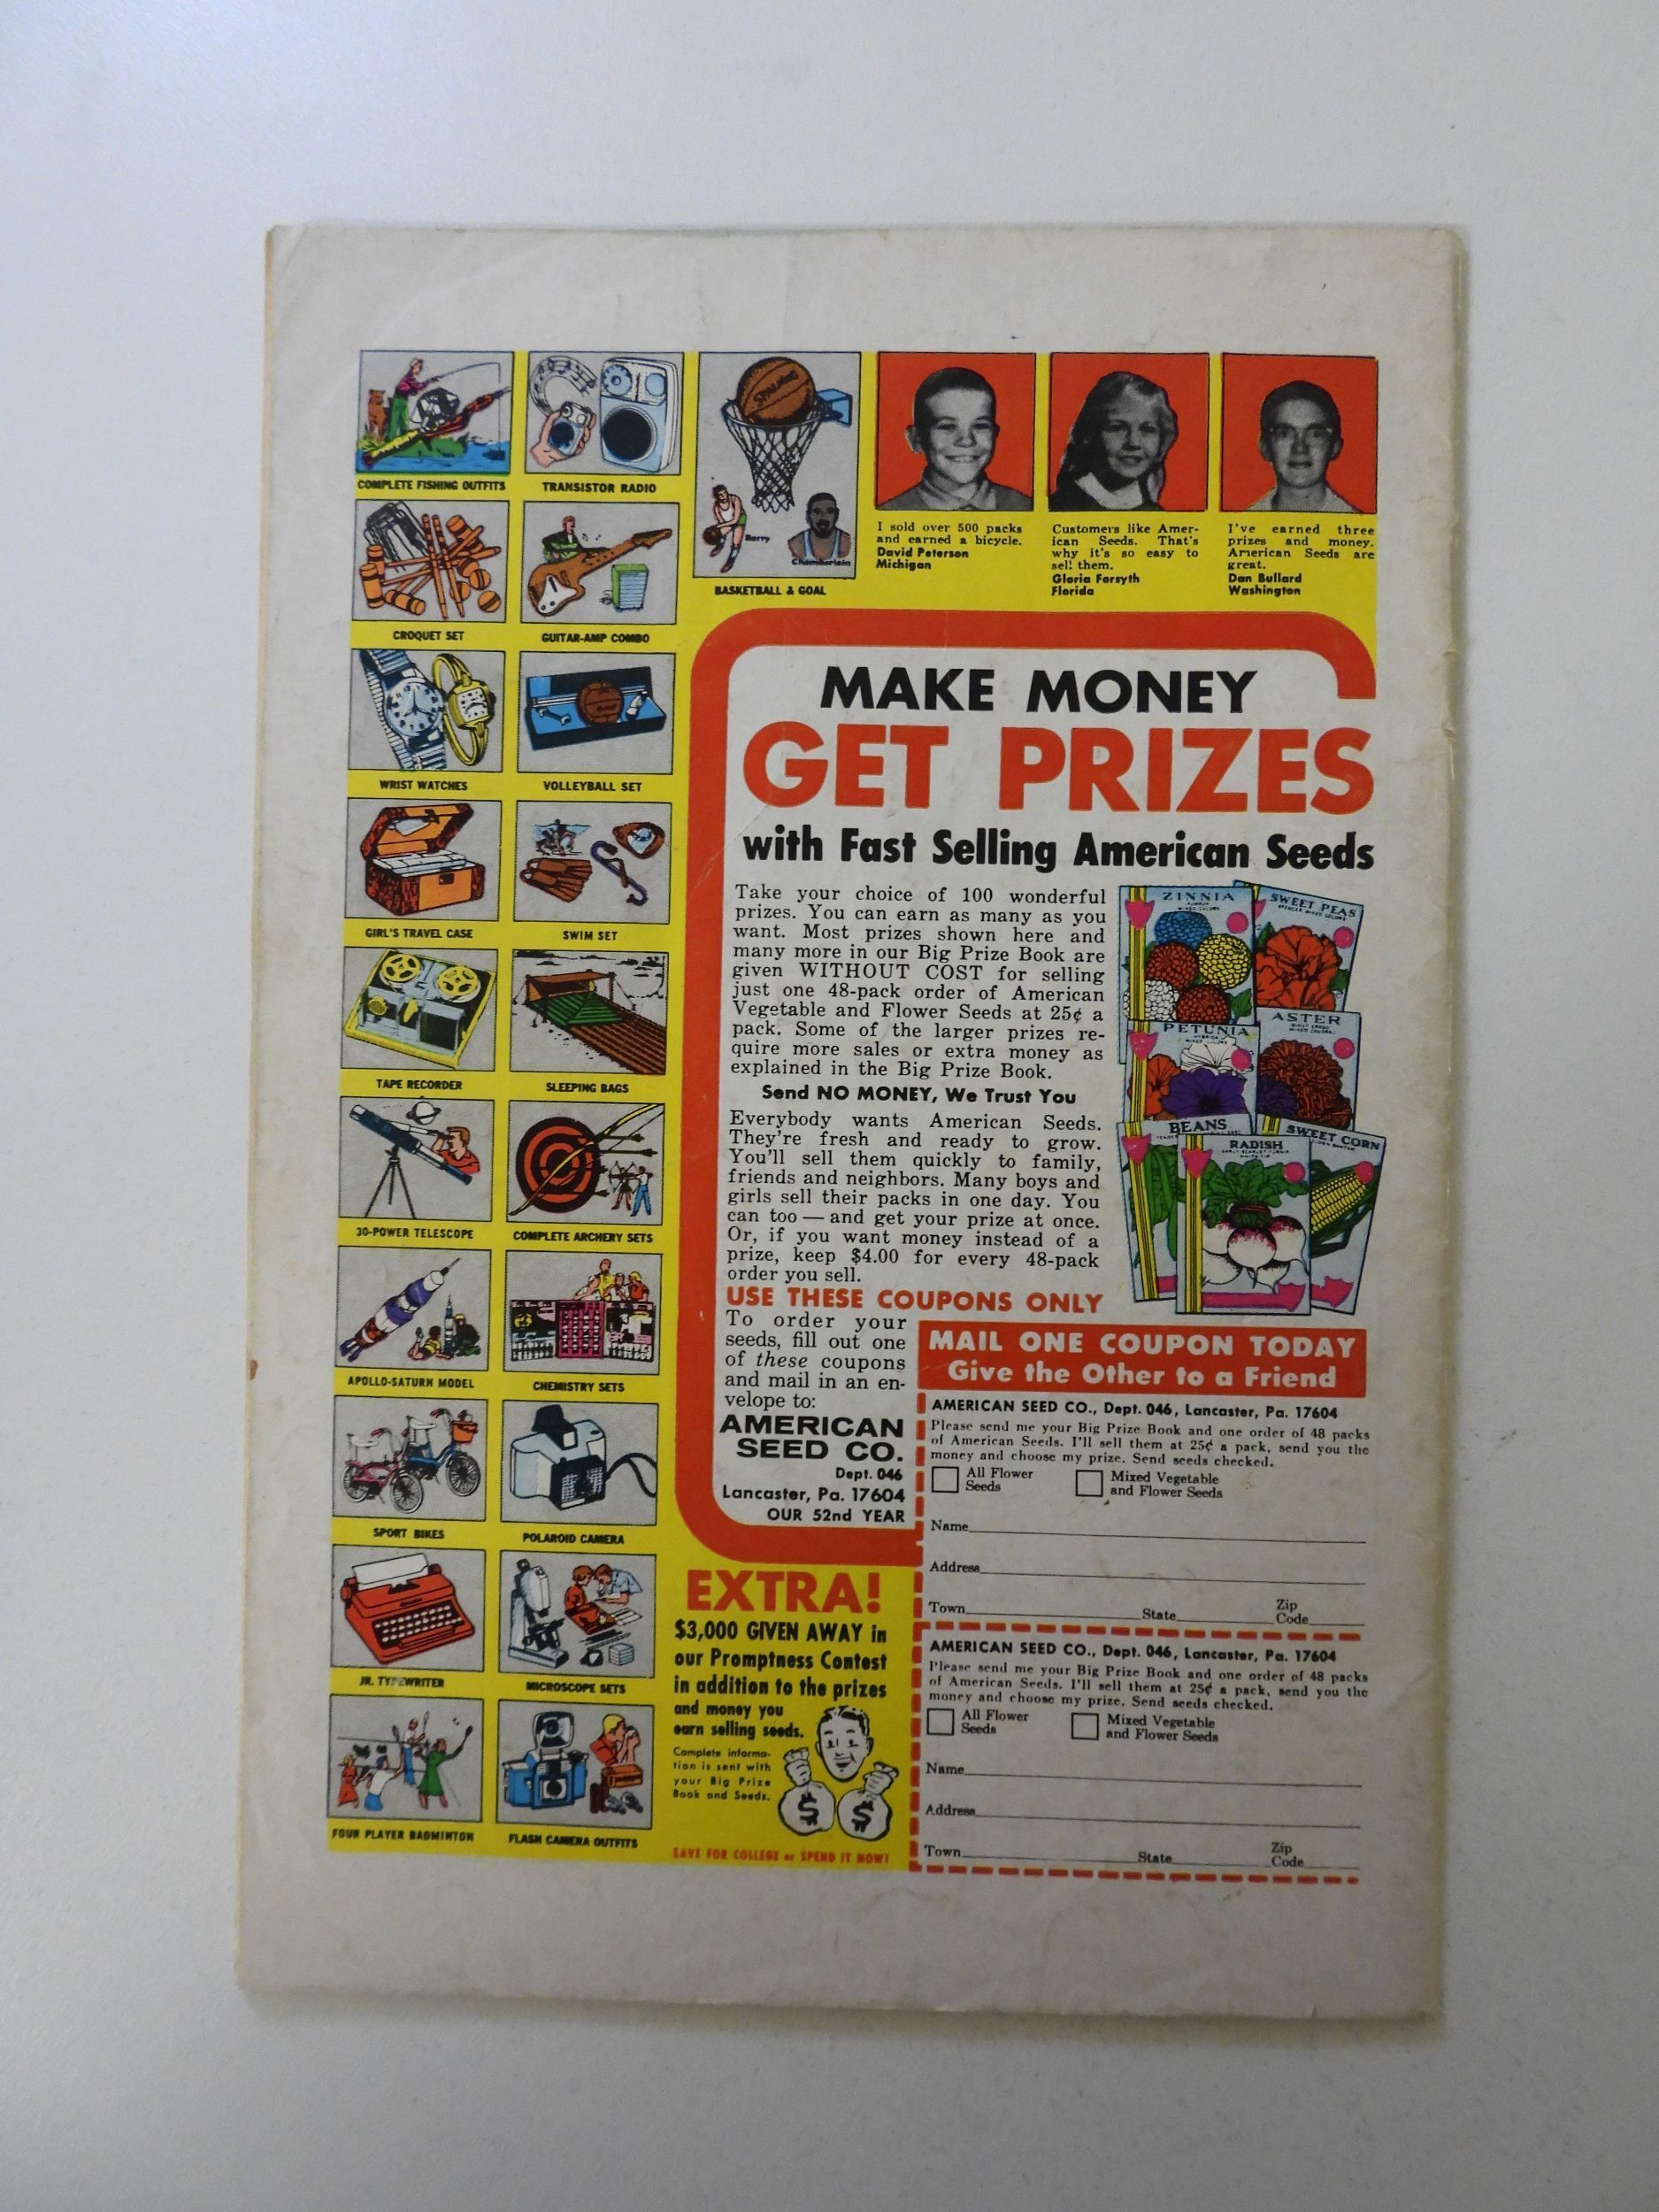 COMPLETE FISHING OUTFITS
TRANSISTOR RADIO
SPALDING
Barry
Chamberlain
BASKETBALL & GOAL
I sold over 500 packs
and earned a bicycle.
David Peterson
Michigan
Customers like Amer-
ican Seeds. That's
why it's so easy to
sell them.
Gloria Forsyth
Florida
I've earned three
prizes and money.
American Seeds are
great.
Dan Bullard
Washington
CROQUET SET
GUITAR-AMP COMBO
WRIST WATCHES
VOLLEYBALL SET
GIRL'S TRAVEL CASE
SWIM SET
TAPE RECORDER
SLEEPING BAGS
30-POWER TELESCOPE
COMPLETE ARCHERY SETS
APOLLO-SATURN MODEL
CHEMISTRY SETS
SPORT BIKES
POLAROID CAMERA
JR. TYPEWRITER
MICROSCOPE SETS
FOUR PLAYER BADMINTON
FLASH CAMERA OUTFITS
MAKE MONEY
GET PRIZES
with Fast Selling American Seeds
Take your choice of 100 wonderful
prizes. You can earn as many as you
want. Most prizes shown here and
many more in our Big Prize Book are
given WITHOUT COST for selling
just one 48-pack order of American
Vegetable and Flower Seeds at 25¢ a
pack. Some of the larger prizes re-
quire more sales or extra money as
explained in the Big Prize Book.
Send NO MONEY, We Trust You
Everybody wants American Seeds.
They're fresh and ready to grow.
You'll sell them quickly to family,
friends and neighbors. Many boys and
girls sell their packs in one day. You
can too — and get your prize at once.
Or, if you want money instead of a
prize, keep $4.00 for every 48-pack
order you sell.
ZINNIA
MIXED COLORS
SWEET PEAS
PETUNIA
ASTER
BEANS
RADISH
SWEET CORN
USE THESE COUPONS ONLY
To order your
seeds, fill out one
of these coupons
and mail in an en-
velope to:
AMERICAN
SEED CO.
Dept. 046
Lancaster, Pa. 17604
OUR 52nd YEAR
MAIL ONE COUPON TODAY
Give the Other to a Friend
AMERICAN SEED CO., Dept. 046, Lancaster, Pa. 17604
Please send me your Big Prize Book and one order of 48 packs
of American Seeds. I'll sell them at 25¢ a pack, send you the
money and choose my prize. Send seeds checked.
All Flower
Seeds
Mixed Vegetable
and Flower Seeds
Name
Address
Town State Zip
Code
AMERICAN SEED CO., Dept. 046, Lancaster, Pa. 17604
Please send me your Big Prize Book and one order of 48 packs
of American Seeds. I'll sell them at 25¢ a pack, send you the
money and choose my prize. Send seeds checked.
All Flower
Seeds
Mixed Vegetable
and Flower Seeds
Name
Address
Town State Zip
Code
EXTRA!
$3,000 GIVEN AWAY in
our Promptness Contest
in addition to the prizes
and money you
earn selling seeds.
Complete informa-
tion is sent with
your Big Prize
Book and Seeds.
$ $
SAVE FOR COLLEGE or SPEND IT NOW!